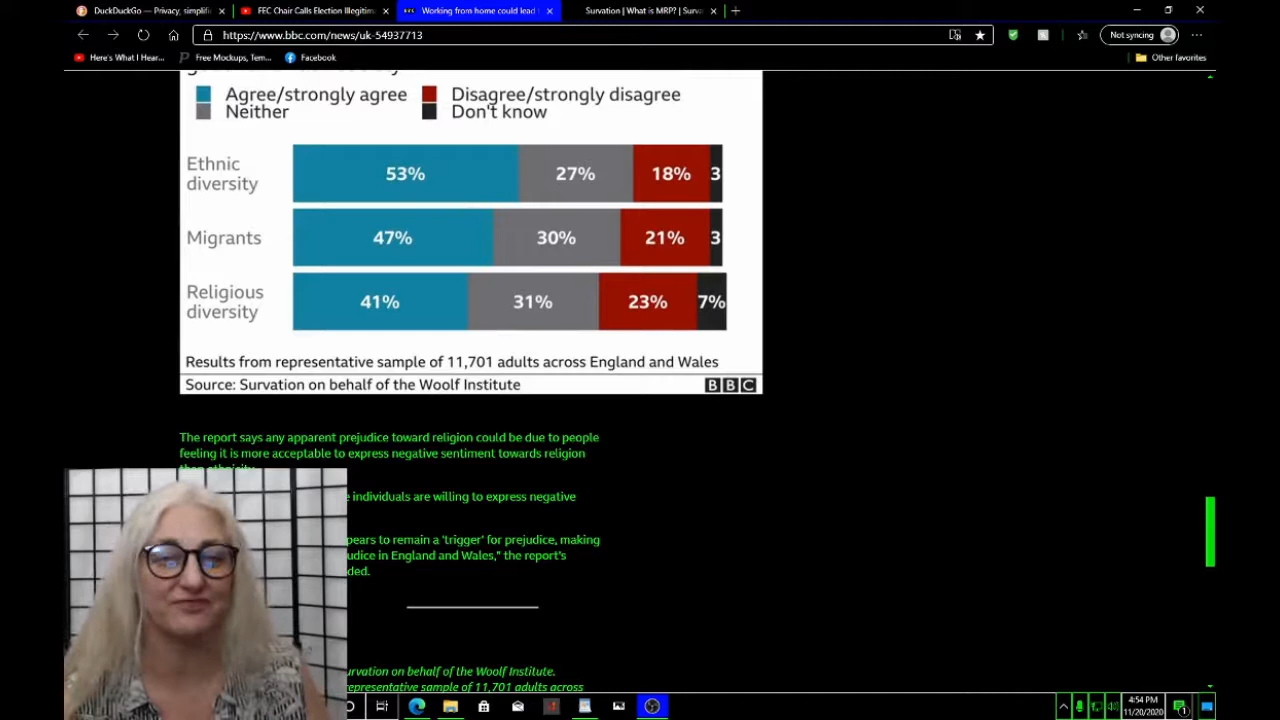 DuckDuckGo — Privacy, simplifi
FEC Chair Calls Election Illegitim
Working from home could lead
Survation | What is MRP? | Surv
https://www.bbc.com/news/uk-54937713
Not syncing
Here's What I Hear...
Free Mockups, Tem...
Facebook
Other favorites
Agree/strongly agree
Disagree/strongly disagree
Neither
Don't know
Ethnic
diversity
53%
27%
18%
3
Migrants
47%
30%
21%
3
Religious
diversity
41%
31%
23%
7%
Results from representative sample of 11,701 adults across England and Wales
Source: Survation on behalf of the Woolf Institute
BBC
The report says any apparent prejudice toward religion could be due to people
feeling it is more acceptable to express negative sentiment towards religion
than ethnicity.
e individuals are willing to express negative
pears to remain a 'trigger' for prejudice, making
udice in England and Wales," the report's
ded.
urvation on behalf of the Woolf Institute.
epresentative sample of 11,701 adults across
4:54 PM
11/20/2020
1